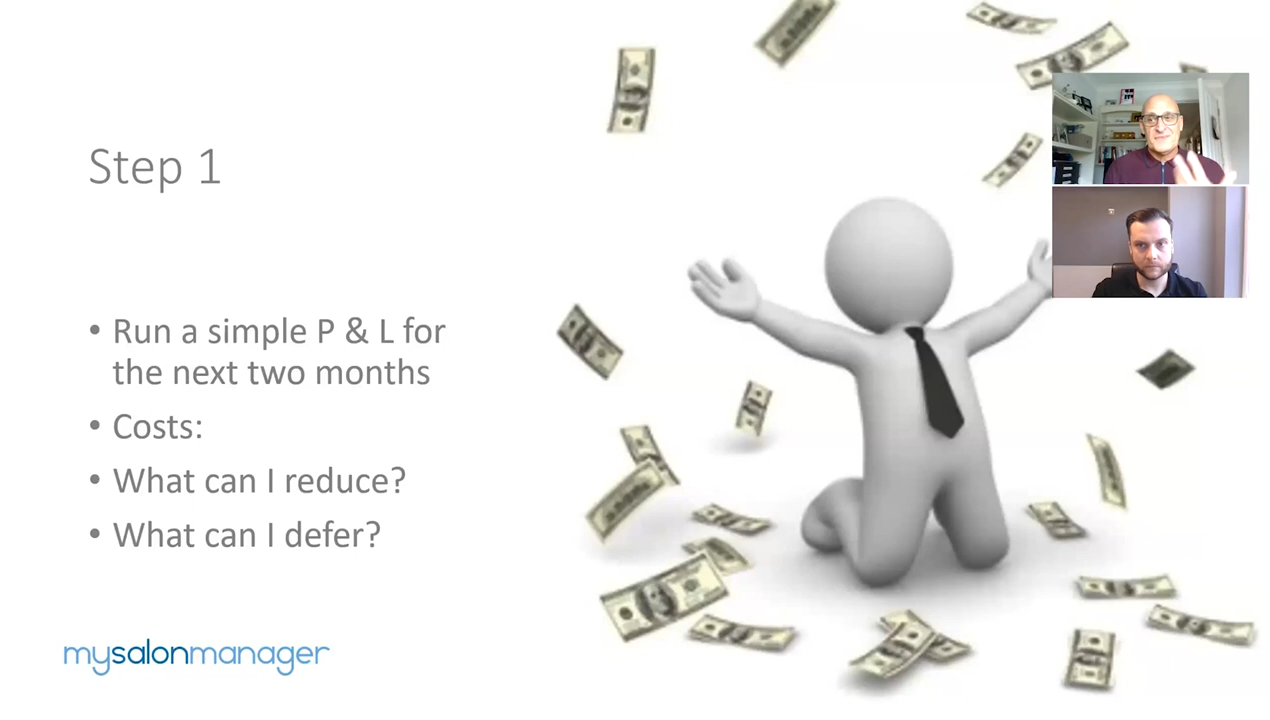 Step 1
• Run a simple P & L for
the next two months
• Costs:
• What can I reduce?
• What can I defer?
mysalonmanager